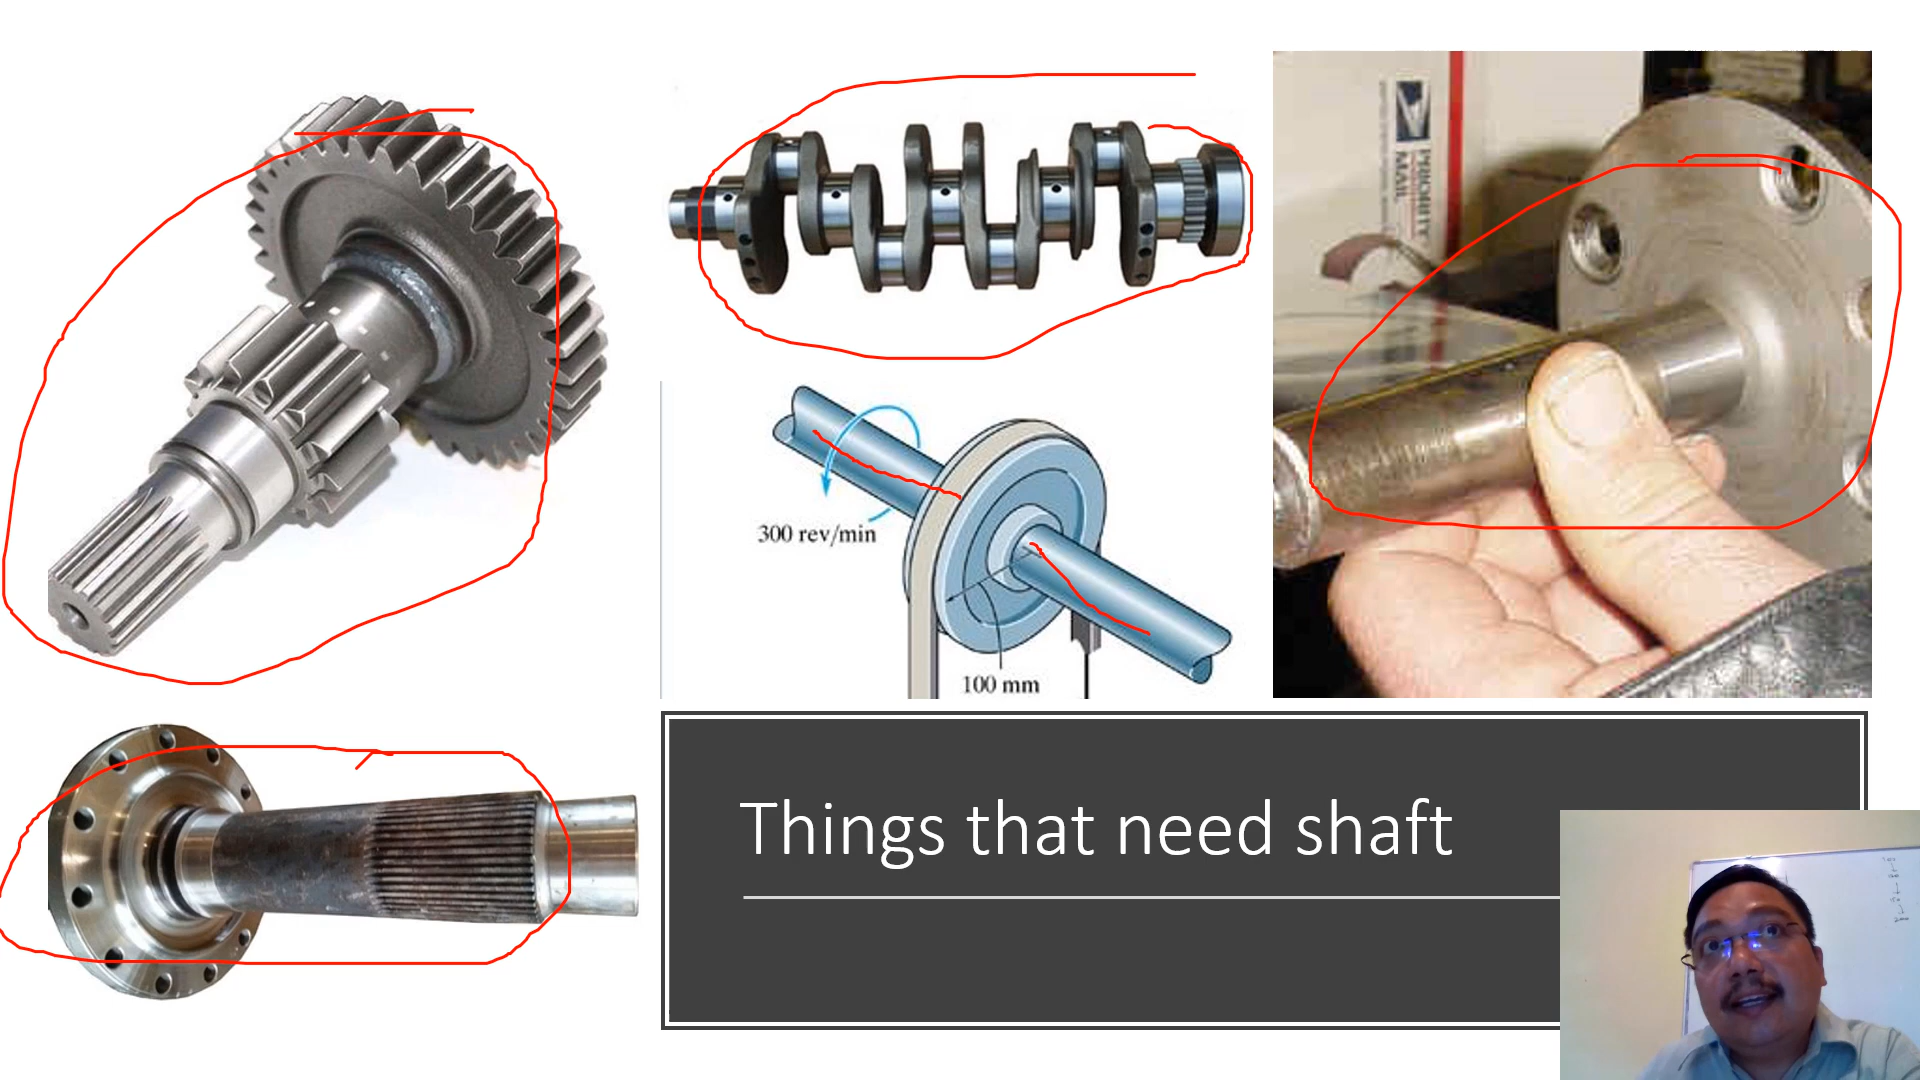 PRIORITY
MAIL
300 rev/min
100 mm
Things that need shaft